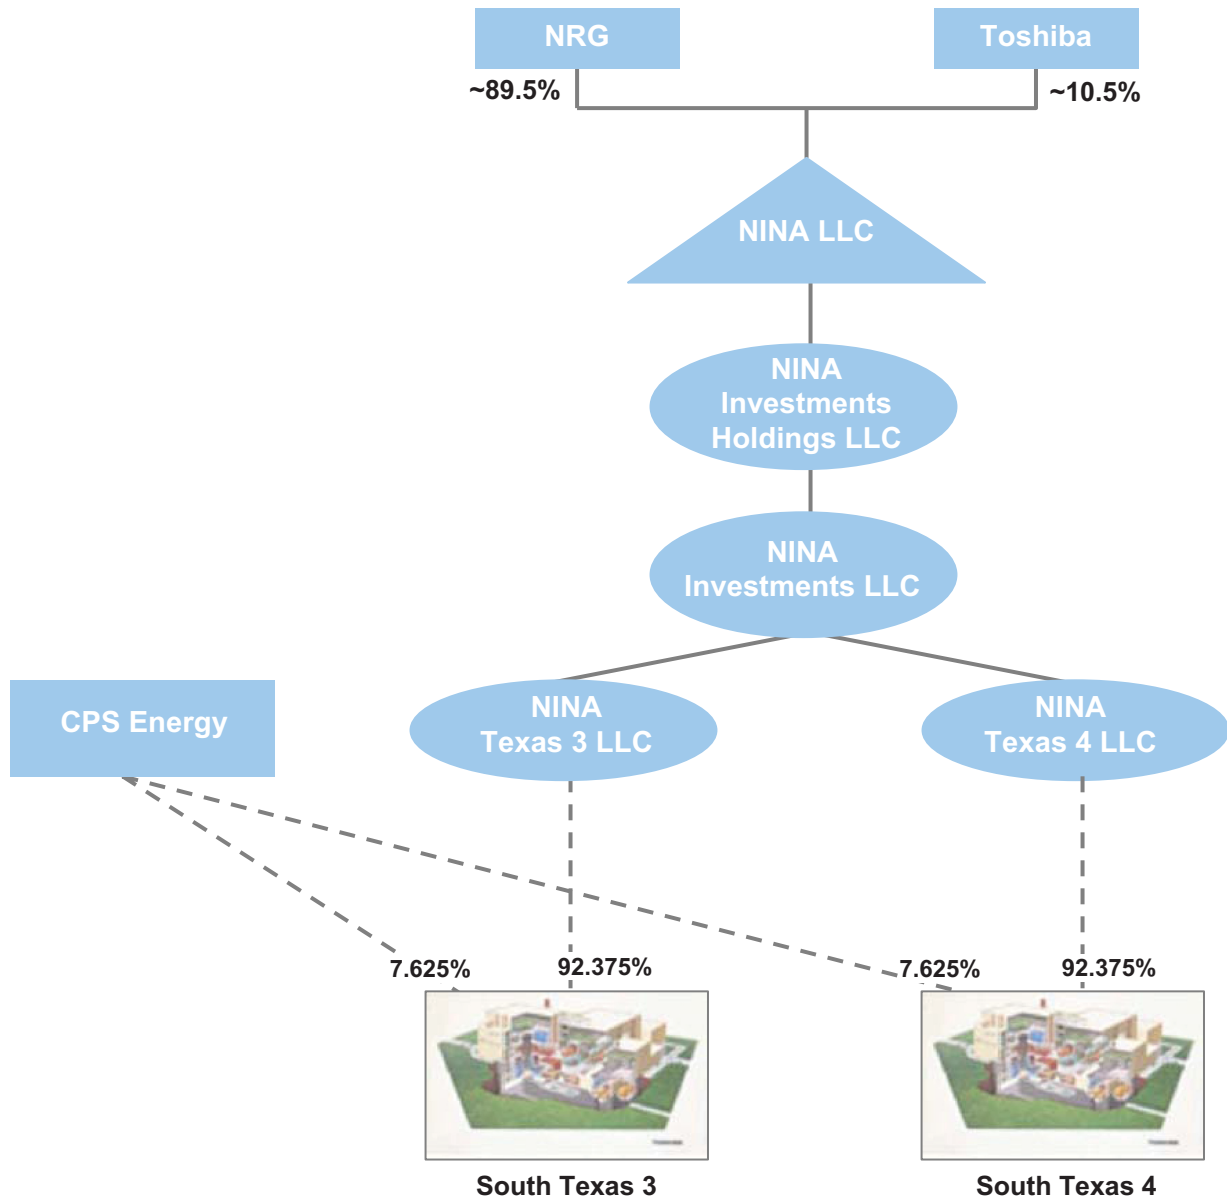 NRG
Toshiba
~89.5%
~10.5%
NINA LLC
NINA
Investments
Holdings LLC
NINA
Investments LLC
CPS Energy
NINA
Texas 3 LLC
NINA
Texas 4 LLC
7.625%
92.375%
7.625%
92.375%
South Texas 3
South Texas 4